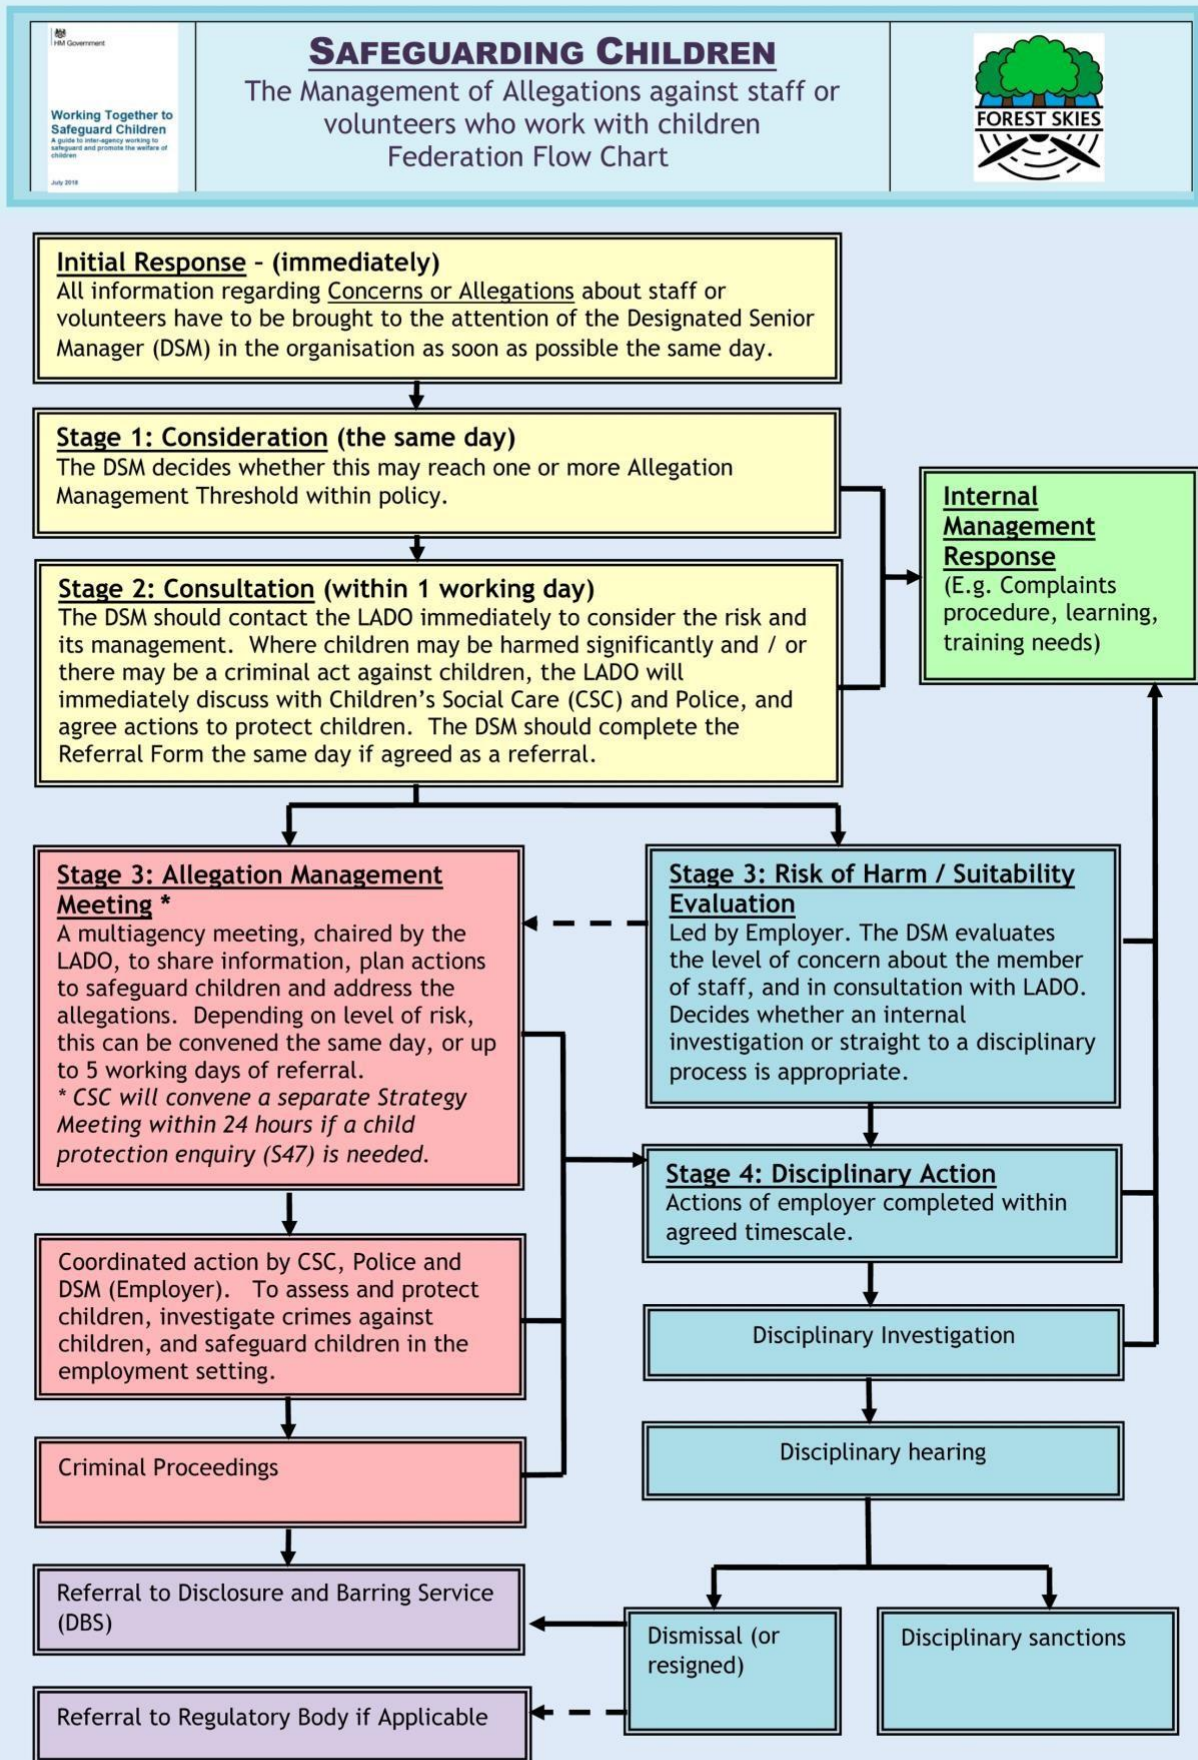 HM Government
Working Together to
Safeguard Children
A guide to inter-agency working to
safeguard and promote the welfare of
children
July 2018
SAFEGUARDING CHILDREN
The Management of Allegations against staff or
volunteers who work with children
Federation Flow Chart
FOREST SKIES
Initial Response - (immediately)
All information regarding Concerns or Allegations about staff or
volunteers have to be brought to the attention of the Designated Senior
Manager (DSM) in the organisation as soon as possible the same day.
Stage 1: Consideration (the same day)
The DSM decides whether this may reach one or more Allegation
Management Threshold within policy.
Internal
Management
Response
(E.g. Complaints
procedure, learning,
training needs)
Stage 2: Consultation (within 1 working day)
The DSM should contact the LADO immediately to consider the risk and
its management. Where children may be harmed significantly and / or
there may be a criminal act against children, the LADO will
immediately discuss with Children's Social Care (CSC) and Police, and
agree actions to protect children. The DSM should complete the
Referral Form the same day if agreed as a referral.
Stage 3: Allegation Management
Meeting *
A multiagency meeting, chaired by the
LADO, to share information, plan actions
to safeguard children and address the
allegations. Depending on level of risk,
this can be convened the same day, or up
to 5 working days of referral.
* CSC will convene a separate Strategy
Meeting within 24 hours if a child
protection enquiry (S47) is needed.
Stage 3: Risk of Harm / Suitability
Evaluation
Led by Employer. The DSM evaluates
the level of concern about the member
of staff, and in consultation with LADO.
Decides whether an internal
investigation or straight to a disciplinary
process is appropriate.
Stage 4: Disciplinary Action
Actions of employer completed within
agreed timescale.
Coordinated action by CSC, Police and
DSM (Employer). To assess and protect
children, investigate crimes against
children, and safeguard children in the
employment setting.
Disciplinary Investigation
Criminal Proceedings
Disciplinary hearing
Referral to Disclosure and Barring Service
(DBS)
Dismissal (or
resigned)
Disciplinary sanctions
Referral to Regulatory Body if Applicable